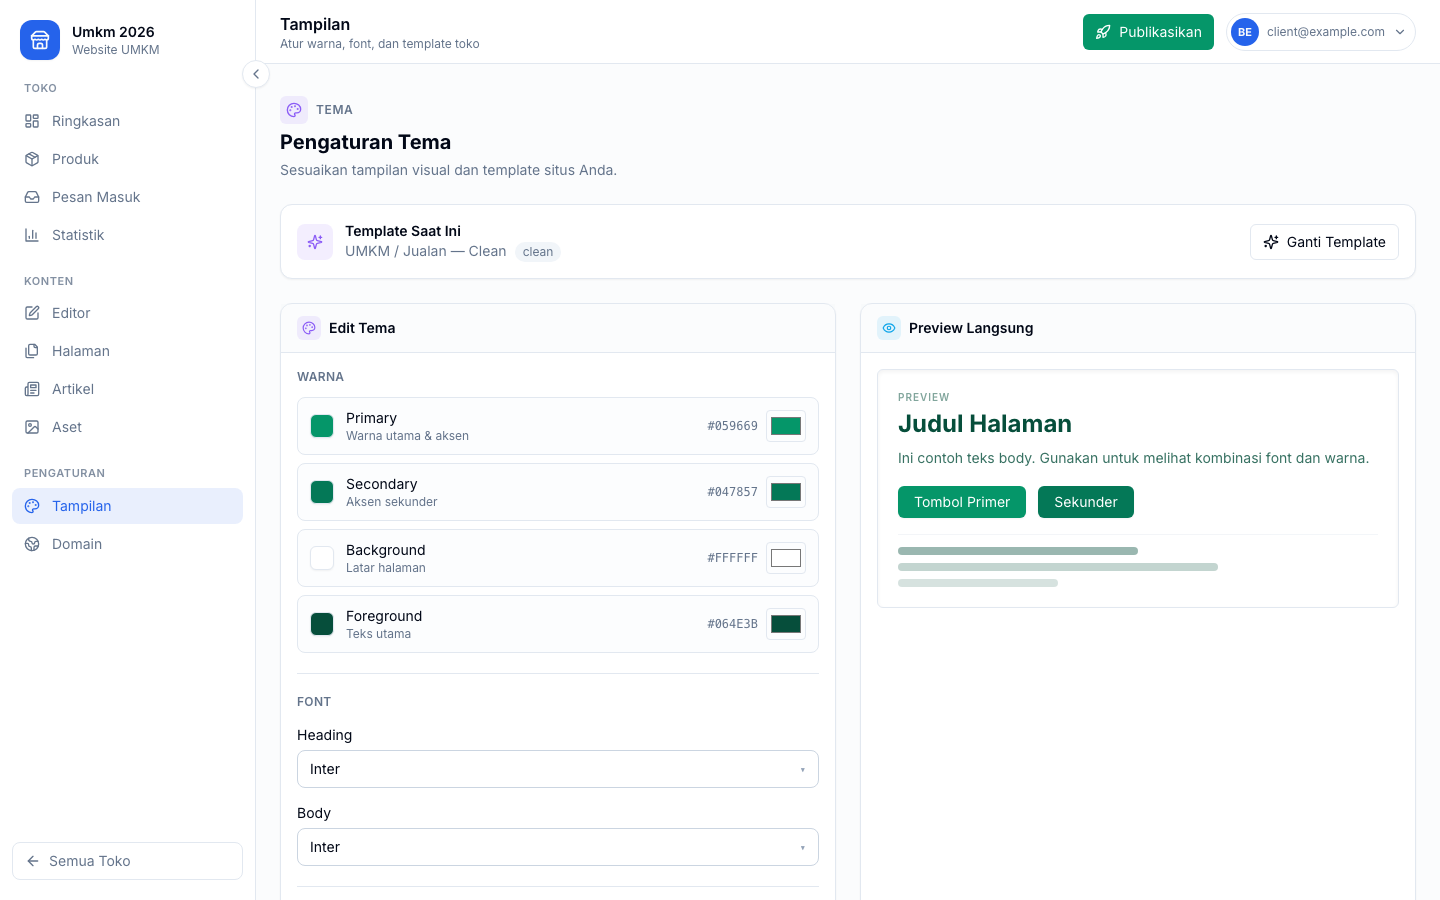 Umkm 2026
Website UMKM
TOKO
Ringkasan
Produk
Pesan Masuk
Statistik
KONTEN
Editor
Halaman
Artikel
Aset
PENGATURAN
Tampilan
Domain
Semua Toko
Tampilan
Atur warna, font, dan template toko
Publikasikan
BE
client@example.com
TEMA
Pengaturan Tema
Sesuaikan tampilan visual dan template situs Anda.
Template Saat Ini
UMKM / Jualan — Clean clean
Ganti Template
Edit Tema
WARNA
Primary
Warna utama & aksen
#059669
Secondary
Aksen sekunder
#047857
Background
Latar halaman
#FFFFFF
Foreground
Teks utama
#064E3B
FONT
Heading
Inter
Body
Inter
Preview Langsung
PREVIEW
Judul Halaman
Ini contoh teks body. Gunakan untuk melihat kombinasi font dan warna.
Tombol Primer
Sekunder